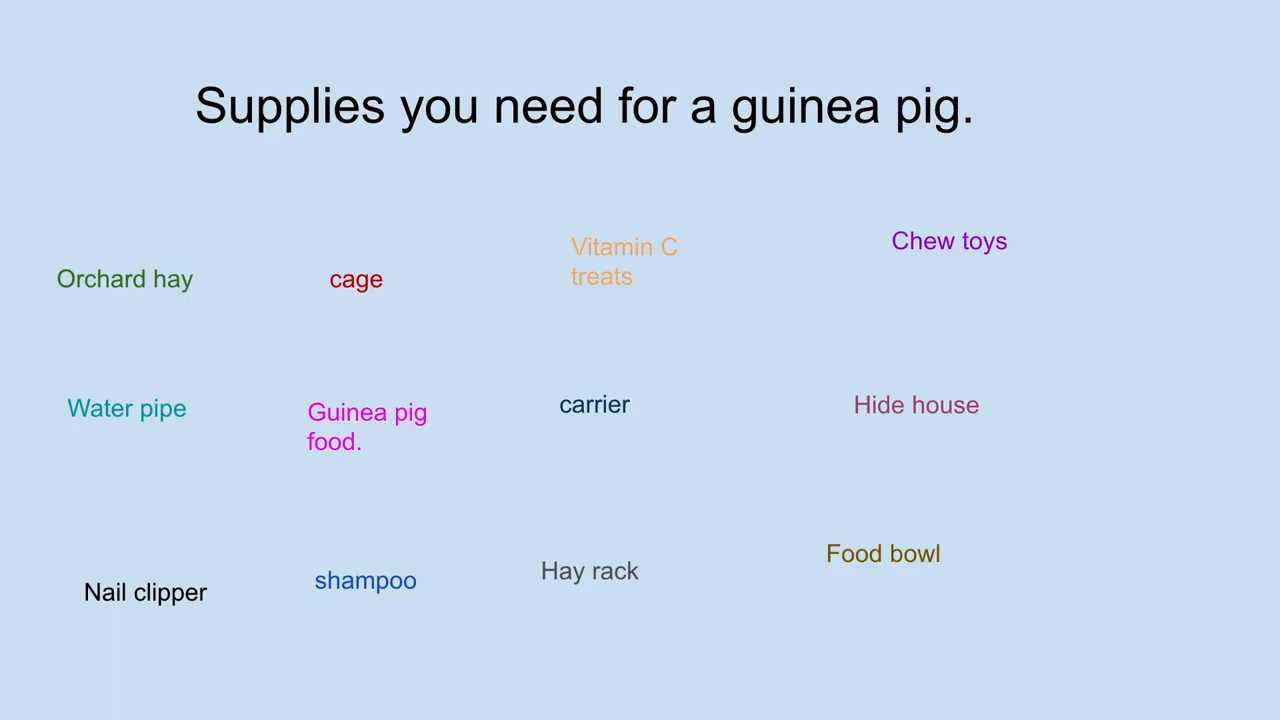 Supplies you need for a guinea pig.
Orchard hay
cage
Vitamin C
treats
Chew toys
Water pipe
Guinea pig
food.
carrier
Hide house
Nail clipper
shampoo
Hay rack
Food bowl